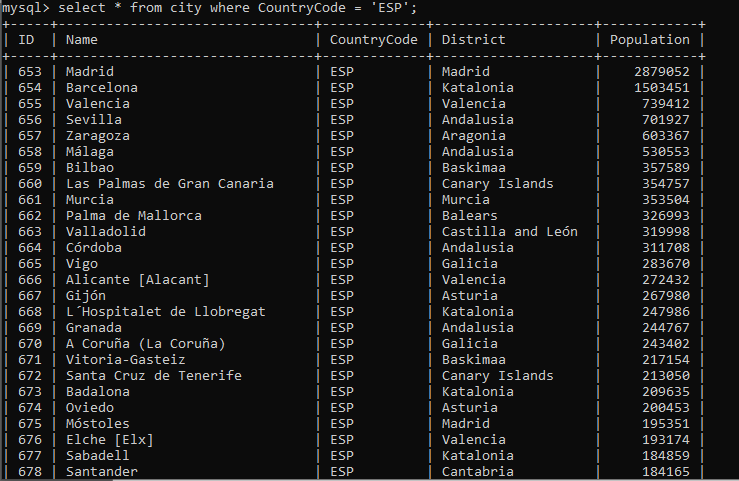 mysql> select * from city where CountryCode = 'ESP';
+-----+----------------------------+-------------+--------------------+------------+
| ID | Name | CountryCode | District | Population |
+-----+----------------------------+-------------+--------------------+------------+
| 653 | Madrid | ESP | Madrid | 2879052 |
| 654 | Barcelona | ESP | Katalonia | 1503451 |
| 655 | Valencia | ESP | Valencia | 739412 |
| 656 | Sevilla | ESP | Andalusia | 701927 |
| 657 | Zaragoza | ESP | Aragonia | 603367 |
| 658 | Málaga | ESP | Andalusia | 530553 |
| 659 | Bilbao | ESP | Baskimaa | 357589 |
| 660 | Las Palmas de Gran Canaria | ESP | Canary Islands | 354757 |
| 661 | Murcia | ESP | Murcia | 353504 |
| 662 | Palma de Mallorca | ESP | Balears | 326993 |
| 663 | Valladolid | ESP | Castilla and León | 319998 |
| 664 | Córdoba | ESP | Andalusia | 311708 |
| 665 | Vigo | ESP | Galicia | 283670 |
| 666 | Alicante [Alacant] | ESP | Valencia | 272432 |
| 667 | Gijón | ESP | Asturia | 267980 |
| 668 | L´Hospitalet de Llobregat | ESP | Katalonia | 247986 |
| 669 | Granada | ESP | Andalusia | 244767 |
| 670 | A Coruña (La Coruña) | ESP | Galicia | 243402 |
| 671 | Vitoria-Gasteiz | ESP | Baskimaa | 217154 |
| 672 | Santa Cruz de Tenerife | ESP | Canary Islands | 213050 |
| 673 | Badalona | ESP | Katalonia | 209635 |
| 674 | Oviedo | ESP | Asturia | 200453 |
| 675 | Móstoles | ESP | Madrid | 195351 |
| 676 | Elche [Elx] | ESP | Valencia | 193174 |
| 677 | Sabadell | ESP | Katalonia | 184859 |
| 678 | Santander | ESP | Cantabria | 184165 |